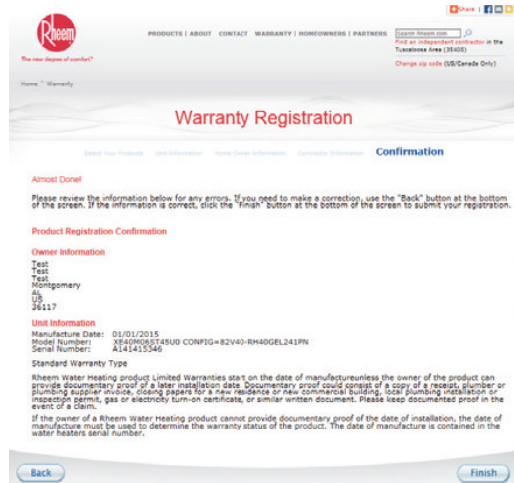 Share
Rheem
PRODUCTS | ABOUT CONTACT WARRANTY | HOMEOWNERS | PARTNERS
Search Rheem.com
Find an independent contractor in the
Tuscaloosa Area (35405)
The new degree of comfort.®
Change zip code (US/Canada Only)
Home > Warranty
Warranty Registration
Select Your Products Unit Information Home Owner Information Contractor Information Confirmation
Almost Done!
Please review the information below for any errors. If you need to make a correction, use the "Back" button at the bottom
of the screen. If the information is correct, click the "Finish" button at the bottom of the screen to submit your registration.
Product Registration Confirmation
Owner Information
Test
Test
Test
Montgomery
AL
US
36117
Unit Information
Manufacture Date: 01/01/2015
Model Number: XE40M06ST45U0 CONFIG=82V40-RH40GEL241PN
Serial Number: A141415346
Standard Warranty Type
Rheem Water Heating product Limited Warranties start on the date of manufactureunless the owner of the product can
provide documentary proof of a later installation date. Documentary proof could consist of a copy of a receipt, plumber or
plumbing supplier invoice, closing papers for a new residence or new commercial building, local plumbing installation or
inspection permit, gas or electricity turn-on certificate, or similar written document. Please keep documented proof in the
event of a claim.
If the owner of a Rheem Water Heating product cannot provide documentary proof of the date of installation, the date of
manufacture must be used to determine the warranty status of the product. The date of manufacture is contained in the
water heaters serial number.
Back
Finish